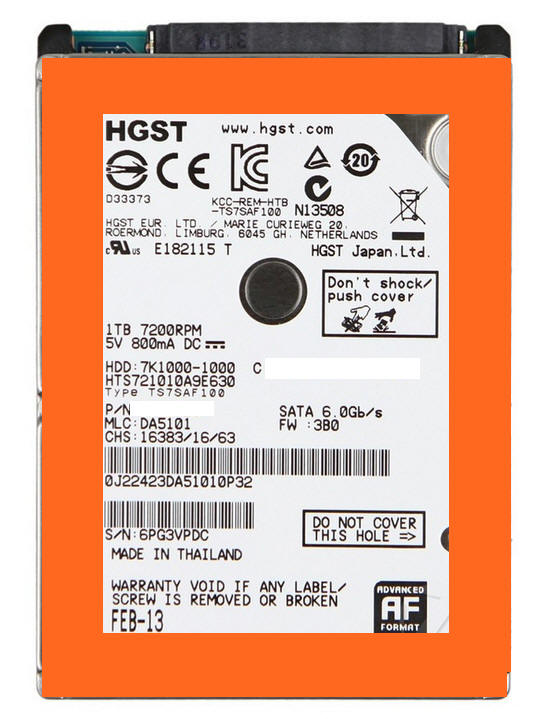 HGST www.hgst.com
CE KC 20
D33373 KCC-REM-HTB
-TS7SAF100 N13508
HGST EUR. LTD. / MARIE CURIEWEG 20,
ROERMOND, LIMBURG, 6045 GH, NETHERLANDS
c RU us E182115 T HGST Japan,Ltd.
Don't shock/
push cover
1TB 7200RPM
5V 800mA DC
HDD:7K1000-1000 C
HTS721010A9E630
Type TS7SAF100
P/N
MLC:DA5101
CHS:16383/16/63
SATA 6.0Gb/s
FW :3B0
0J22423DA51010P32
S/N:6PG3VPDC
MADE IN THAILAND
DO NOT COVER
THIS HOLE =>
WARRANTY VOID IF ANY LABEL/
SCREW IS REMOVED OR BROKEN
FEB-13
ADVANCED
AF
FORMAT